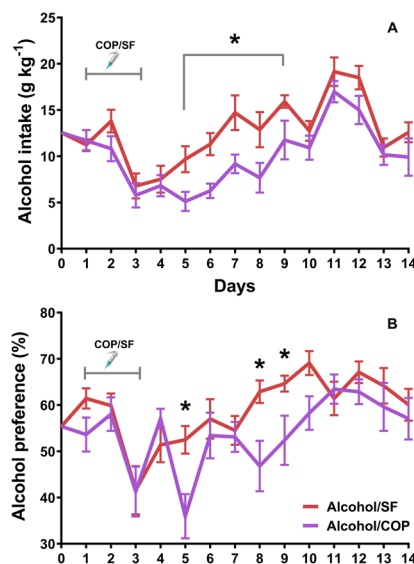 A
COP/SF
*
Alcohol intake (g kg-1)
25
20
15
10
5
0
0 1 2 3 4 5 6 7 8 9 10 11 12 13 14
Days
B
COP/SF
* * *
Alcohol preference (%)
80
70
60
50
40
30
Alcohol/SF
Alcohol/COP
0 1 2 3 4 5 6 7 8 9 10 11 12 13 14